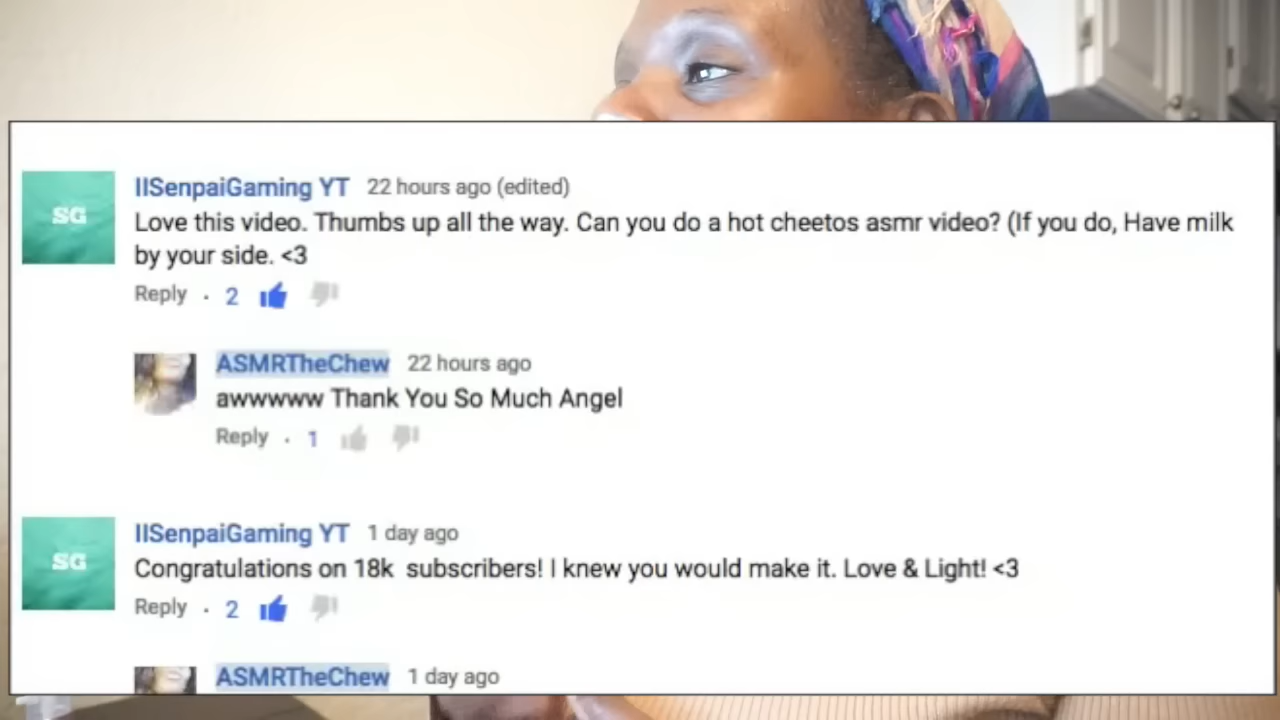 SG
IISenpaiGaming YT 22 hours ago (edited)
Love this video. Thumbs up all the way. Can you do a hot cheetos asmr video? (If you do, Have milk
by your side. <3
Reply · 2
ASMRTheChew 22 hours ago
awwwww Thank You So Much Angel
Reply · 1
SG
IISenpaiGaming YT 1 day ago
Congratulations on 18k subscribers! I knew you would make it. Love & Light! <3
Reply · 2
ASMRTheChew 1 day ago